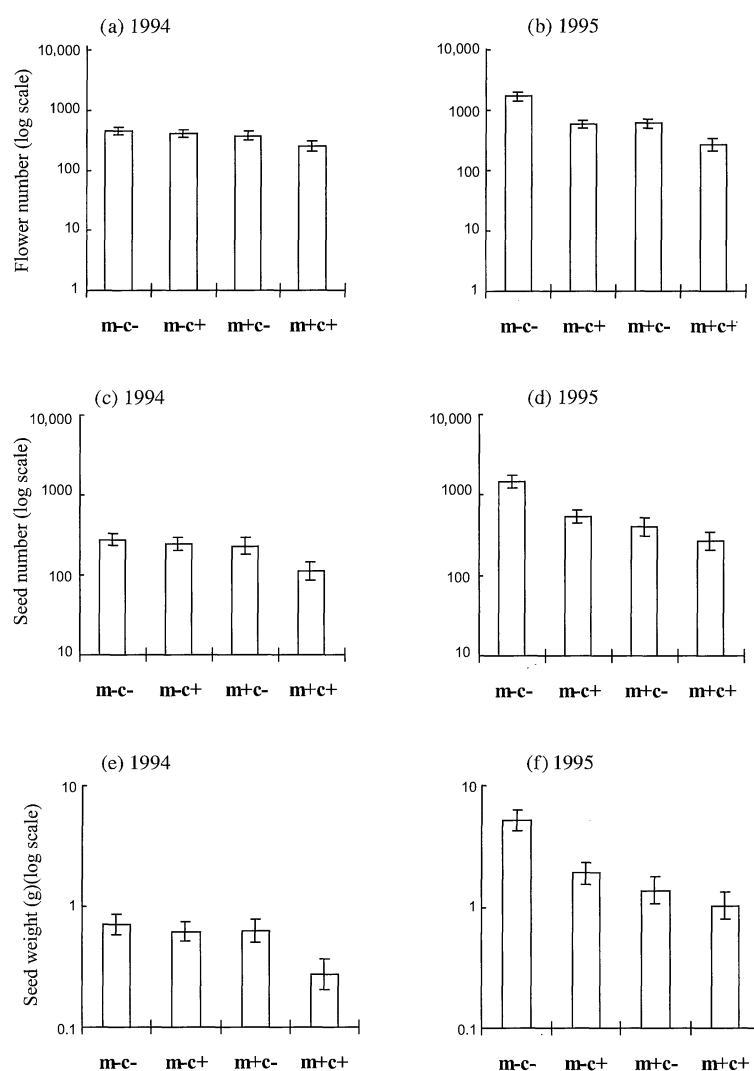 (a) 1994
(b) 1995
Flower number (log scale)
10,000
1000
100
10
1
10,000
1000
100
10
1
m-c- m-c+ m+c- m+c+
m-c- m-c+ m+c- m+c+
(c) 1994
(d) 1995
Seed number (log scale)
10,000
1000
100
10
10,000
1000
100
10
m-c- m-c+ m+c- m+c+
m-c- m-c+ m+c- m+c+
(e) 1994
(f) 1995
Seed weight (g)(log scale)
10
1
0.1
10
1
0.1
m-c- m-c+ m+c- m+c+
m-c- m-c+ m+c- m+c+